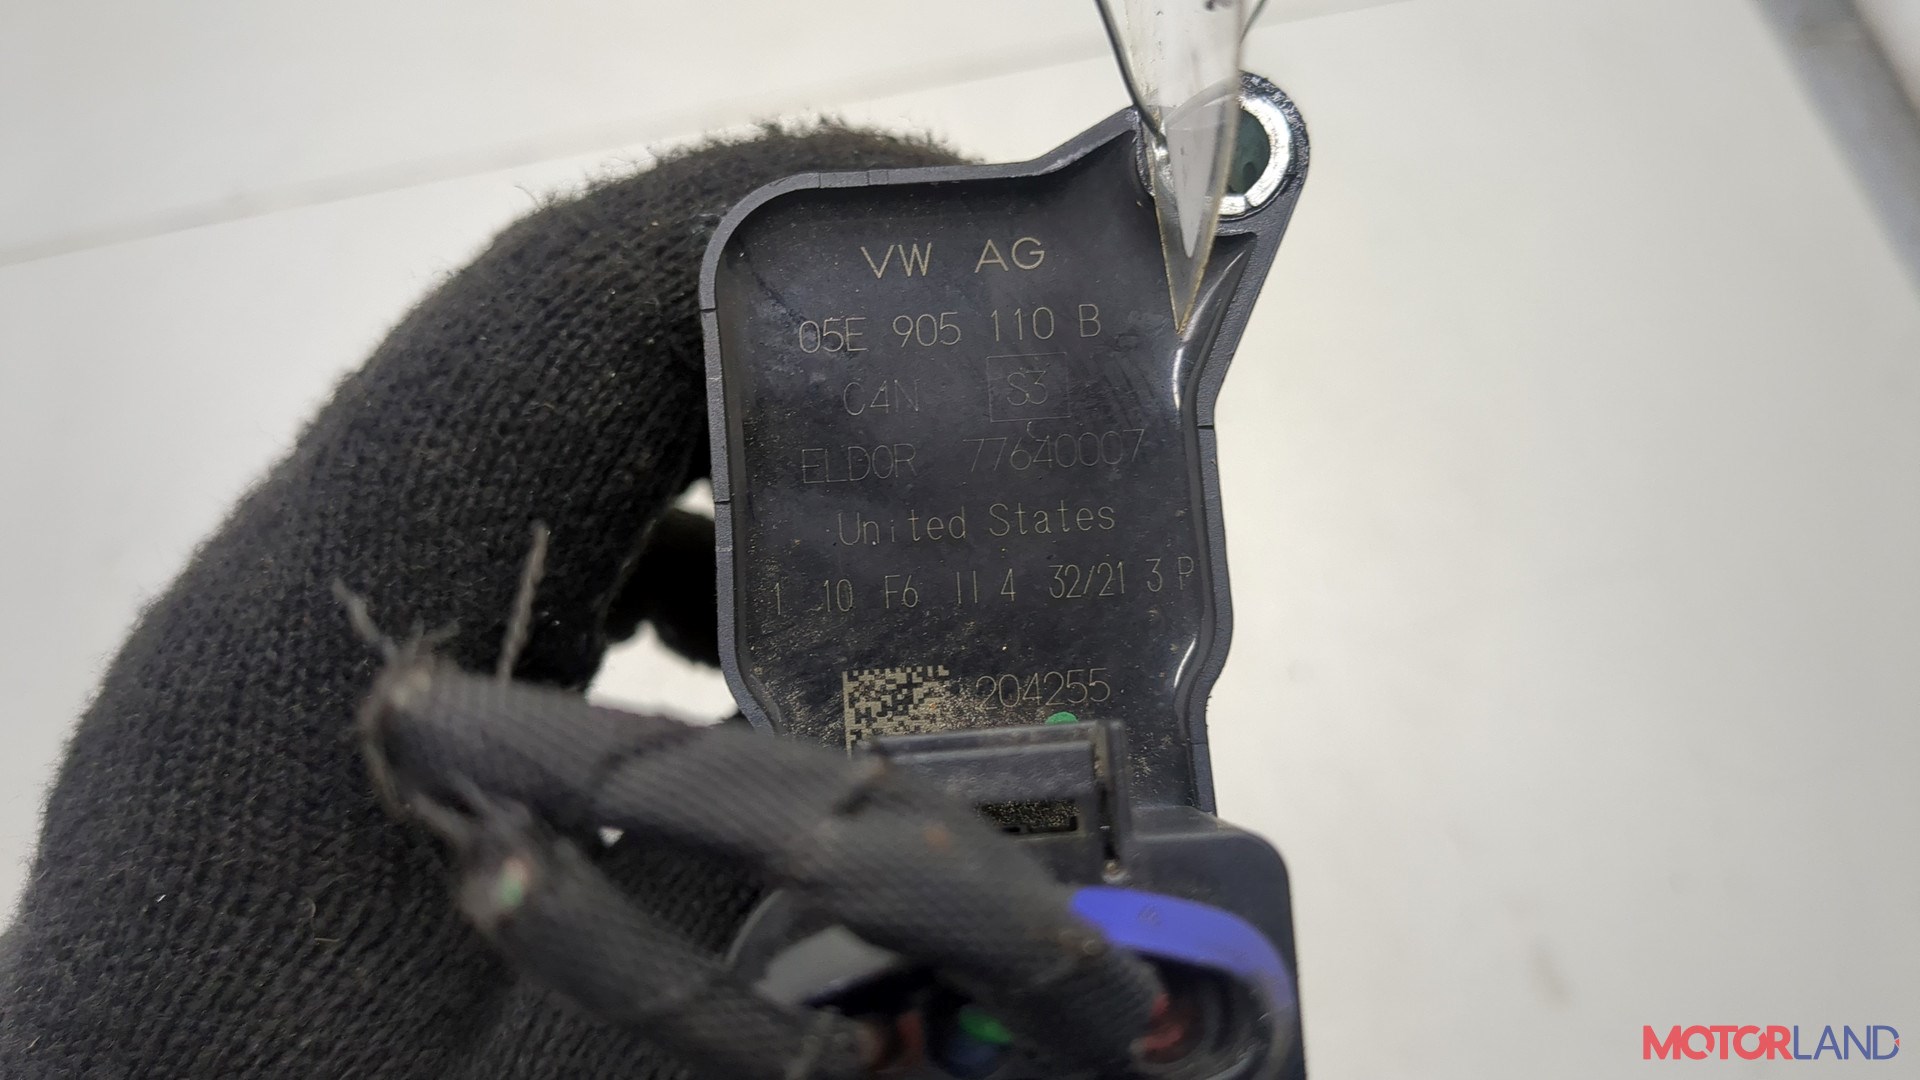 VW AG
05E 905 110 B
C4N S3
ELDOR 77640007
United States
1 10 F6 II 4 32/21 3 P
204255
MOTORLAND